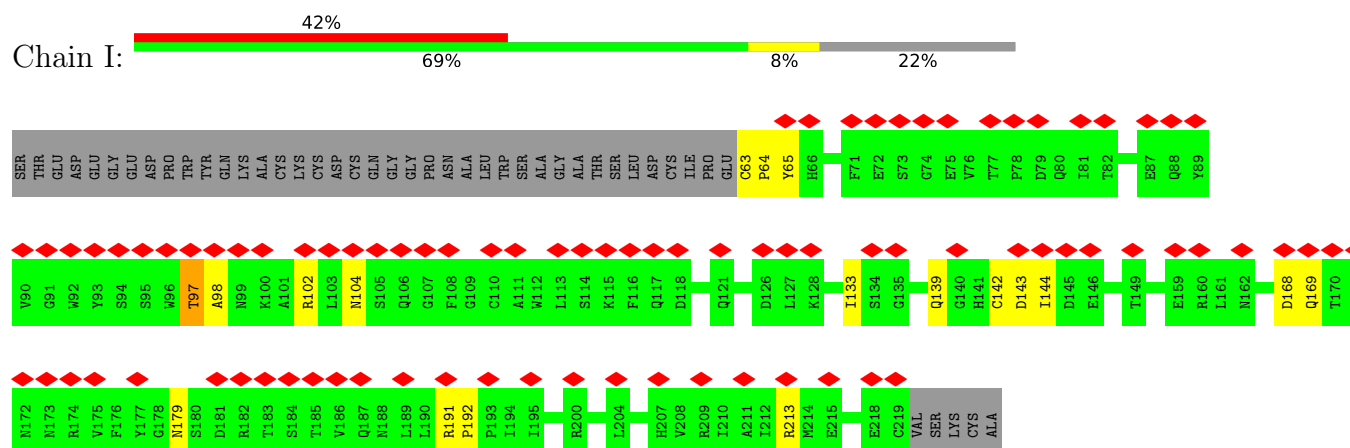 42%
Chain I:
69% 8% 22%
SER THR GLU ASP GLU GLY GLU ASP PRO TRP TYR GLN LYS ALA CYS LYS CYS ASP CYS GLN GLY GLY PRO ASN ALA LEU TRP SER ALA GLY ALA THR SER LEU ASP CYS ILE PRO GLU C63 P64 Y65 H66 F71 E72 S73 G74 E75 V76 T77 P78 D79 Q80 I81 T82 E87 Q88 Y89
V90 G91 W92 Y93 S94 S95 W96 T97 A98 N99 K100 A101 R102 L103 N104 S105 Q106 G107 F108 G109 C110 A111 W112 L113 S114 K115 F116 Q117 D118 Q121 D126 L127 K128 I133 S134 G135 Q139 G140 H141 C142 D143 I144 D145 E146 T149 E159 R160 L161 N162 D168 Q169 T170
N172 N173 R174 V175 F176 Y177 G178 N179 S180 D181 R182 T183 S184 T185 V186 Q187 N188 L189 L190 R191 P192 P193 I194 I195 R200 L204 H207 V208 R209 I210 A211 I212 R213 M214 E215 E218 C219 VAL SER LYS CYS ALA